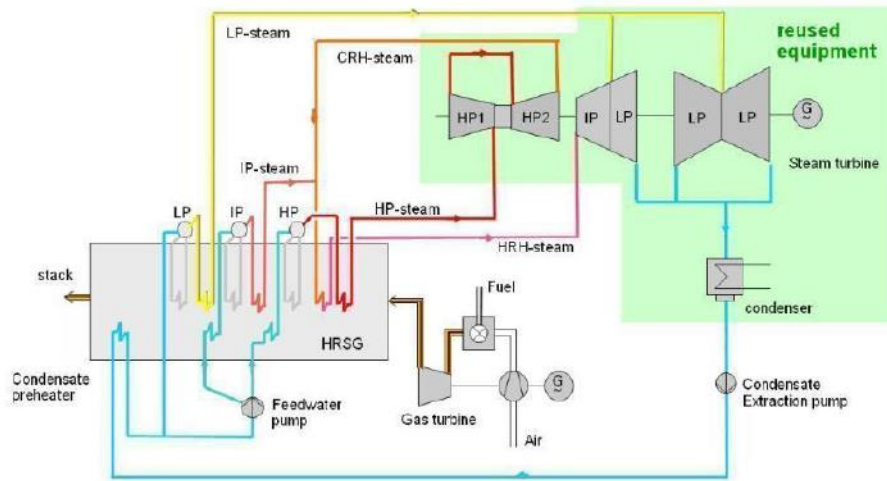 LP-steam
reused
equipment
CRH-steam
HP1
HP2
IP
LP
LP
LP
G
Steam turbine
IP-steam
LP
IP
HP
HP-steam
HRH-steam
stack
Fuel
condenser
HRSG
Condensate
preheater
Feedwater
pump
Gas turbine
G
Condensate
Extraction pump
Air